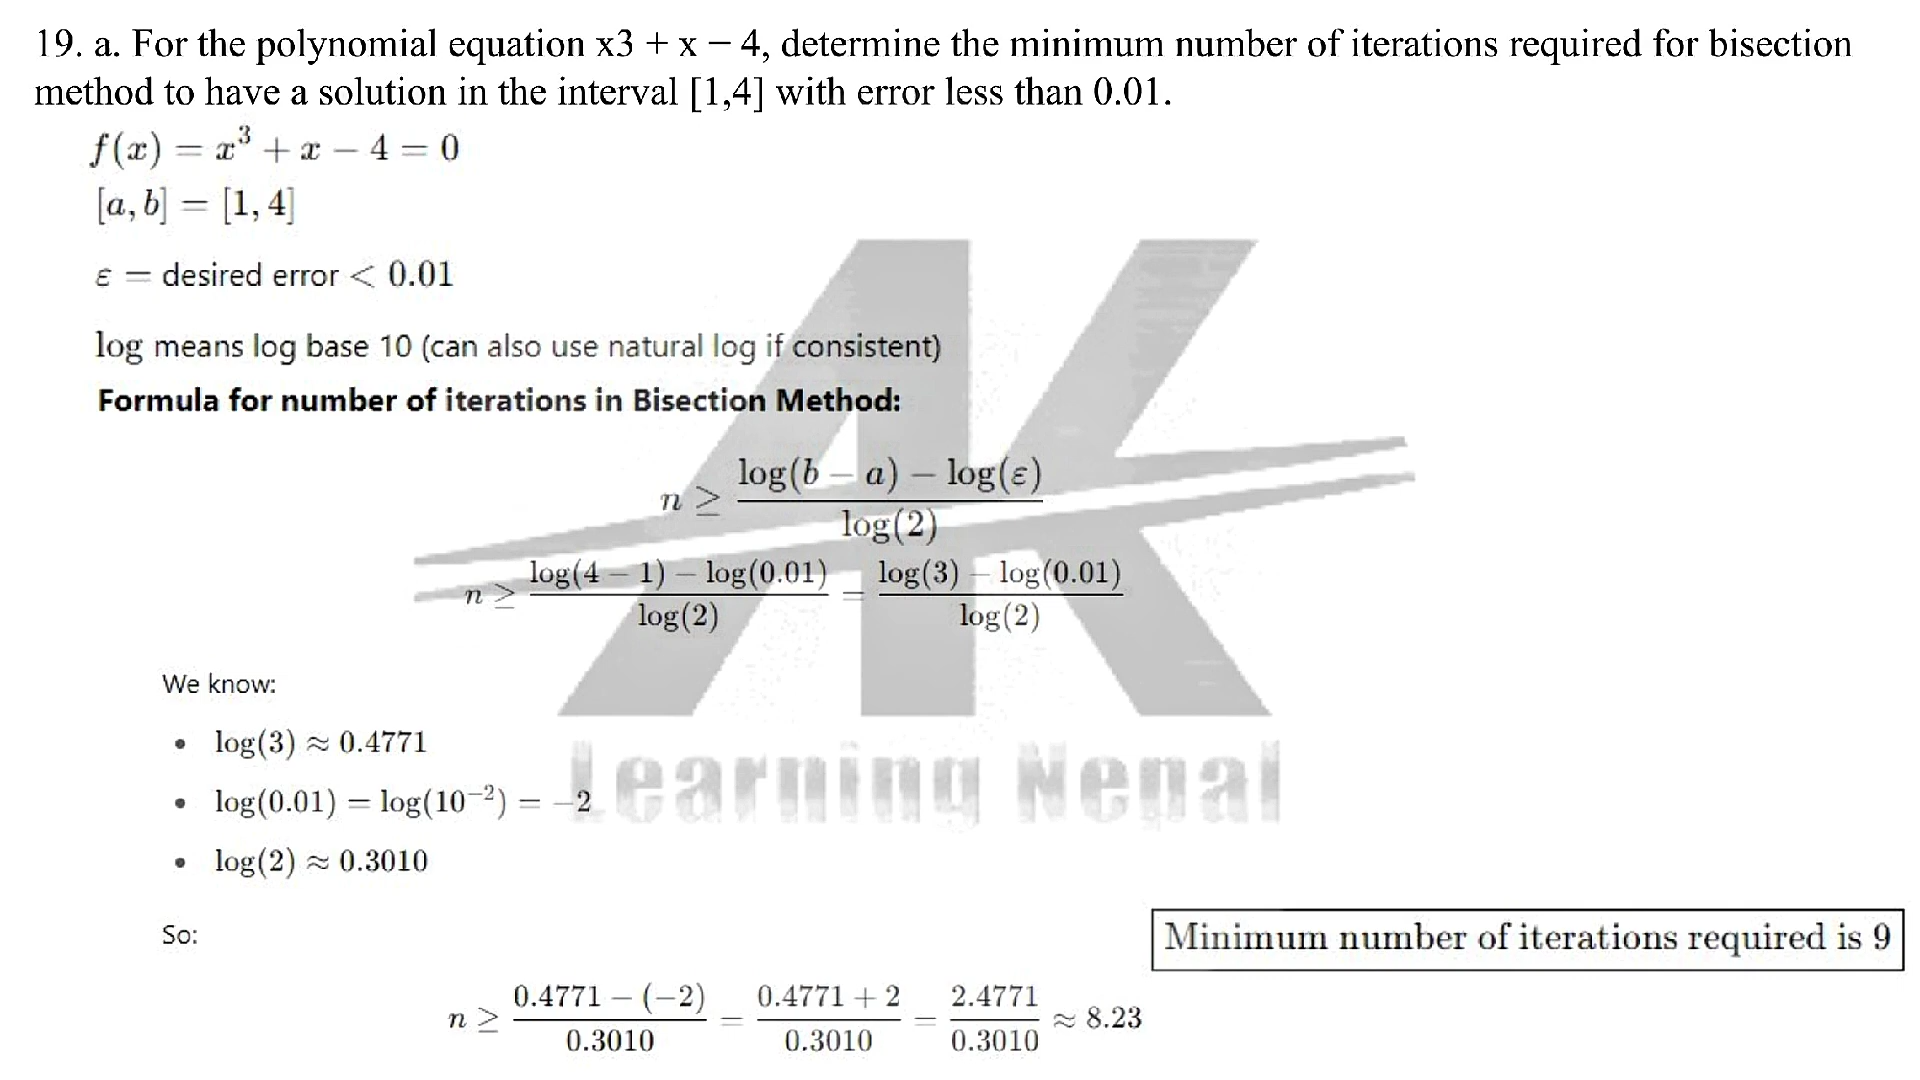 19. a. For the polynomial equation x3 + x − 4, determine the minimum number of iterations required for bisection
method to have a solution in the interval [1,4] with error less than 0.01.
f(x) = x³ + x − 4 = 0
[a, b] = [1, 4]
ε = desired error < 0.01
log means log base 10 (can also use natural log if consistent)
Formula for number of iterations in Bisection Method:
n ≥ (log(b − a) − log(ε)) / log(2)
n ≥ (log(4 − 1) − log(0.01)) / log(2) = (log(3) − log(0.01)) / log(2)
We know:
• log(3) ≈ 0.4771
• log(0.01) = log(10⁻²) = −2
• log(2) ≈ 0.3010
So:
Minimum number of iterations required is 9
n ≥ (0.4771 − (−2)) / 0.3010 = (0.4771 + 2) / 0.3010 = 2.4771 / 0.3010 ≈ 8.23
AK
Learning Nepal